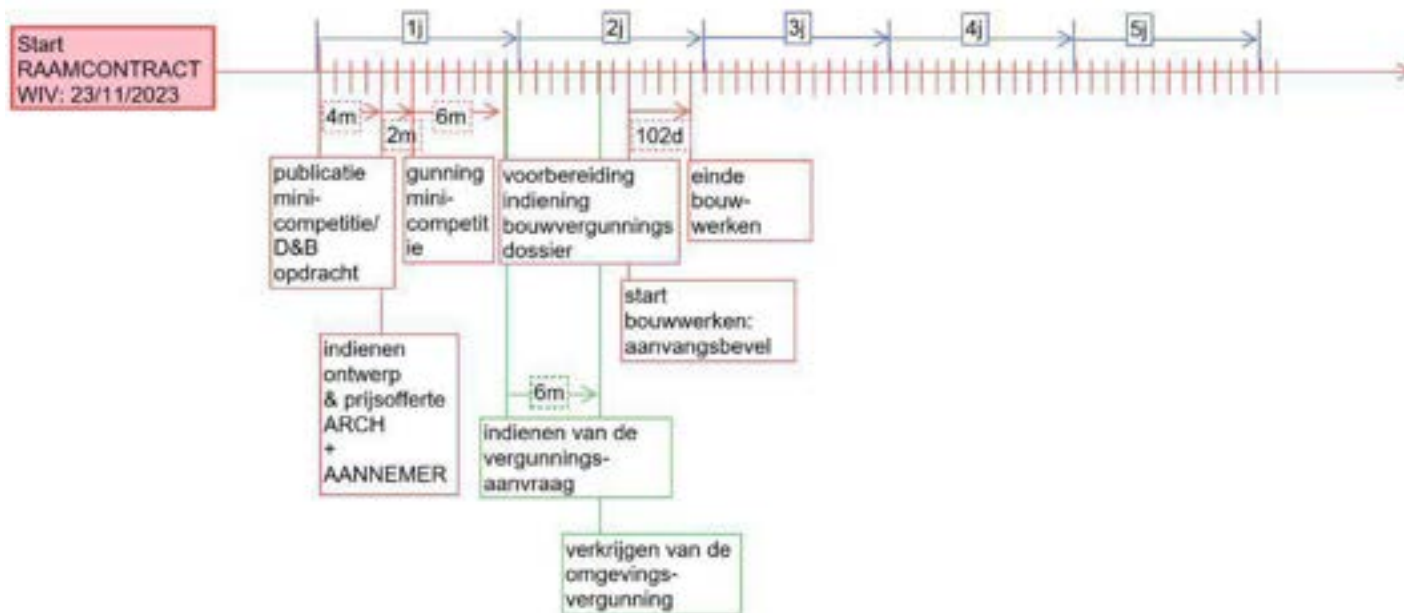 Start
RAAMCONTRACT
WIV: 23/11/2023
1j
2j
3j
4j
5j
4m
2m
6m
102d
publicatie
mini-
competitie/
D&B
opdracht
gunning
mini-
competit
ie
voorbereiding
indiening
bouwvergunnings
dossier
einde
bouw-
werken
start
bouwwerken:
aanvangsbevel
indienen
ontwerp
& prijsofferte
ARCH
+
AANNEMER
6m
indienen van de
vergunnings-
aanvraag
verkrijgen van de
omgevings-
vergunning